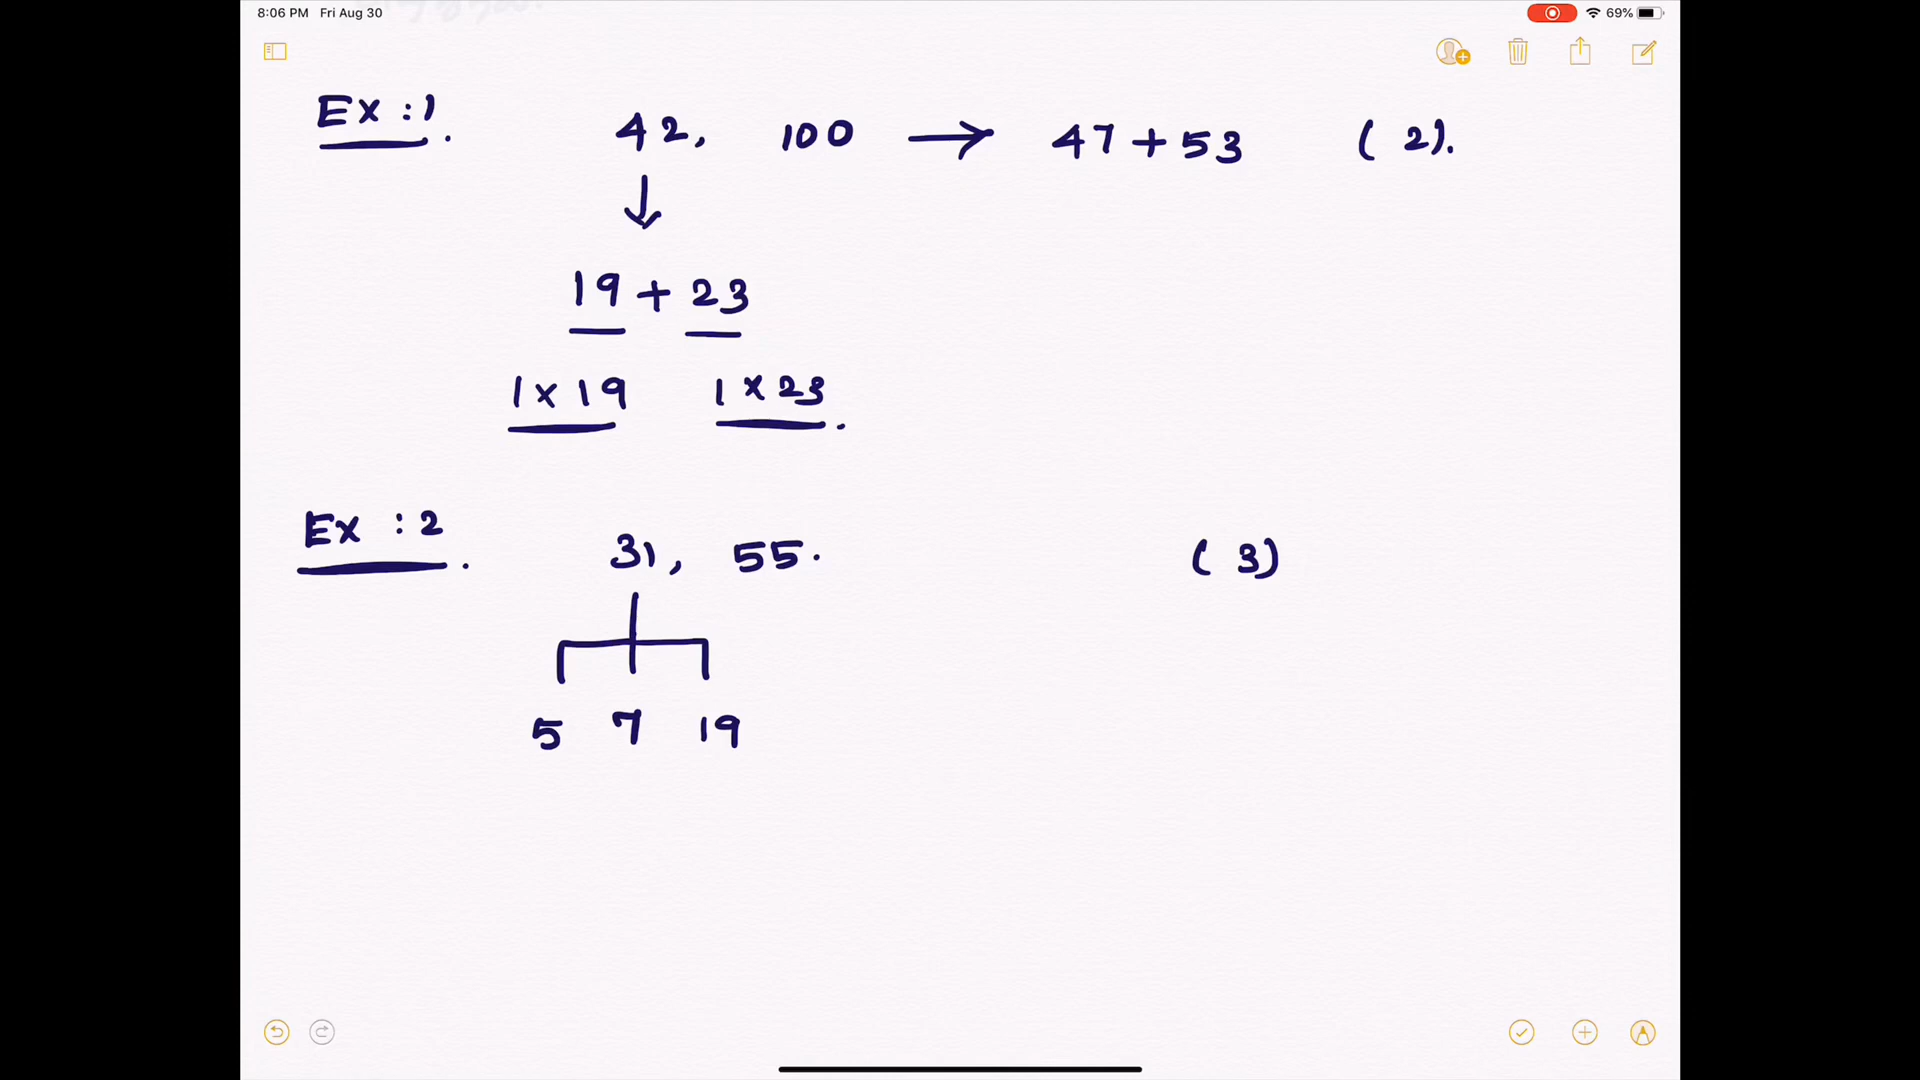 8:06 PM Fri Aug 30 69%
Ex : 1. 42, 100 → 47 + 53 ( 2).
↓
19 + 23
1 x 19 1 x 23.
Ex : 2. 31, 55. ( 3)
5 7 19